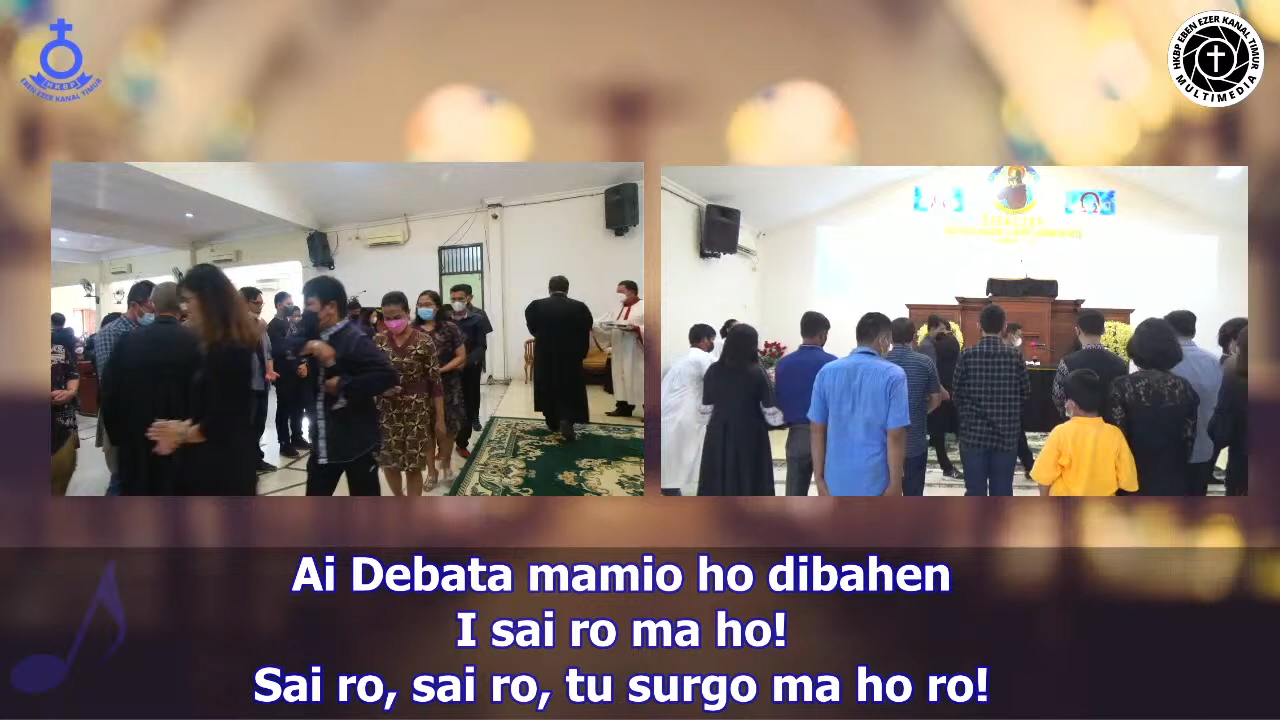 HKBP
EBEN EZER KANAL TIMUR
HKBP EBEN EZER KANAL TIMUR
MULTIMEDIA
Ai Debata mamio ho dibahen
I sai ro ma ho!
Sai ro, sai ro, tu surgo ma ho ro!